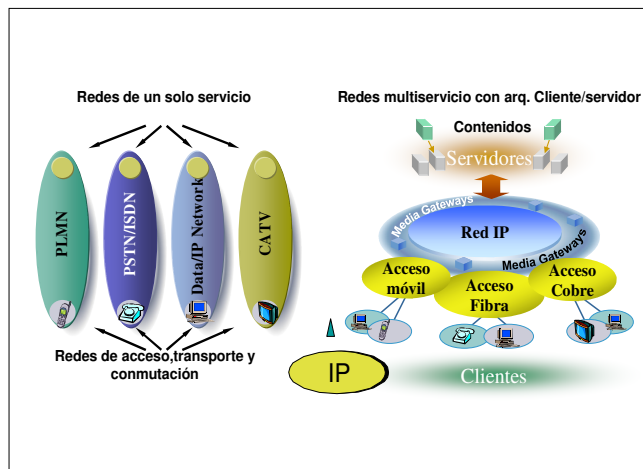 Redes de un solo servicio
PLMN
PSTN/ISDN
Data/IP Network
CATV
Redes de acceso,transporte y
conmutación
Redes multiservicio con arq. Cliente/servidor
Contenidos
Servidores
Media Gateways
Red IP
Media Gateways
Acceso
móvil
Acceso
Fibra
Acceso
Cobre
IP
Clientes